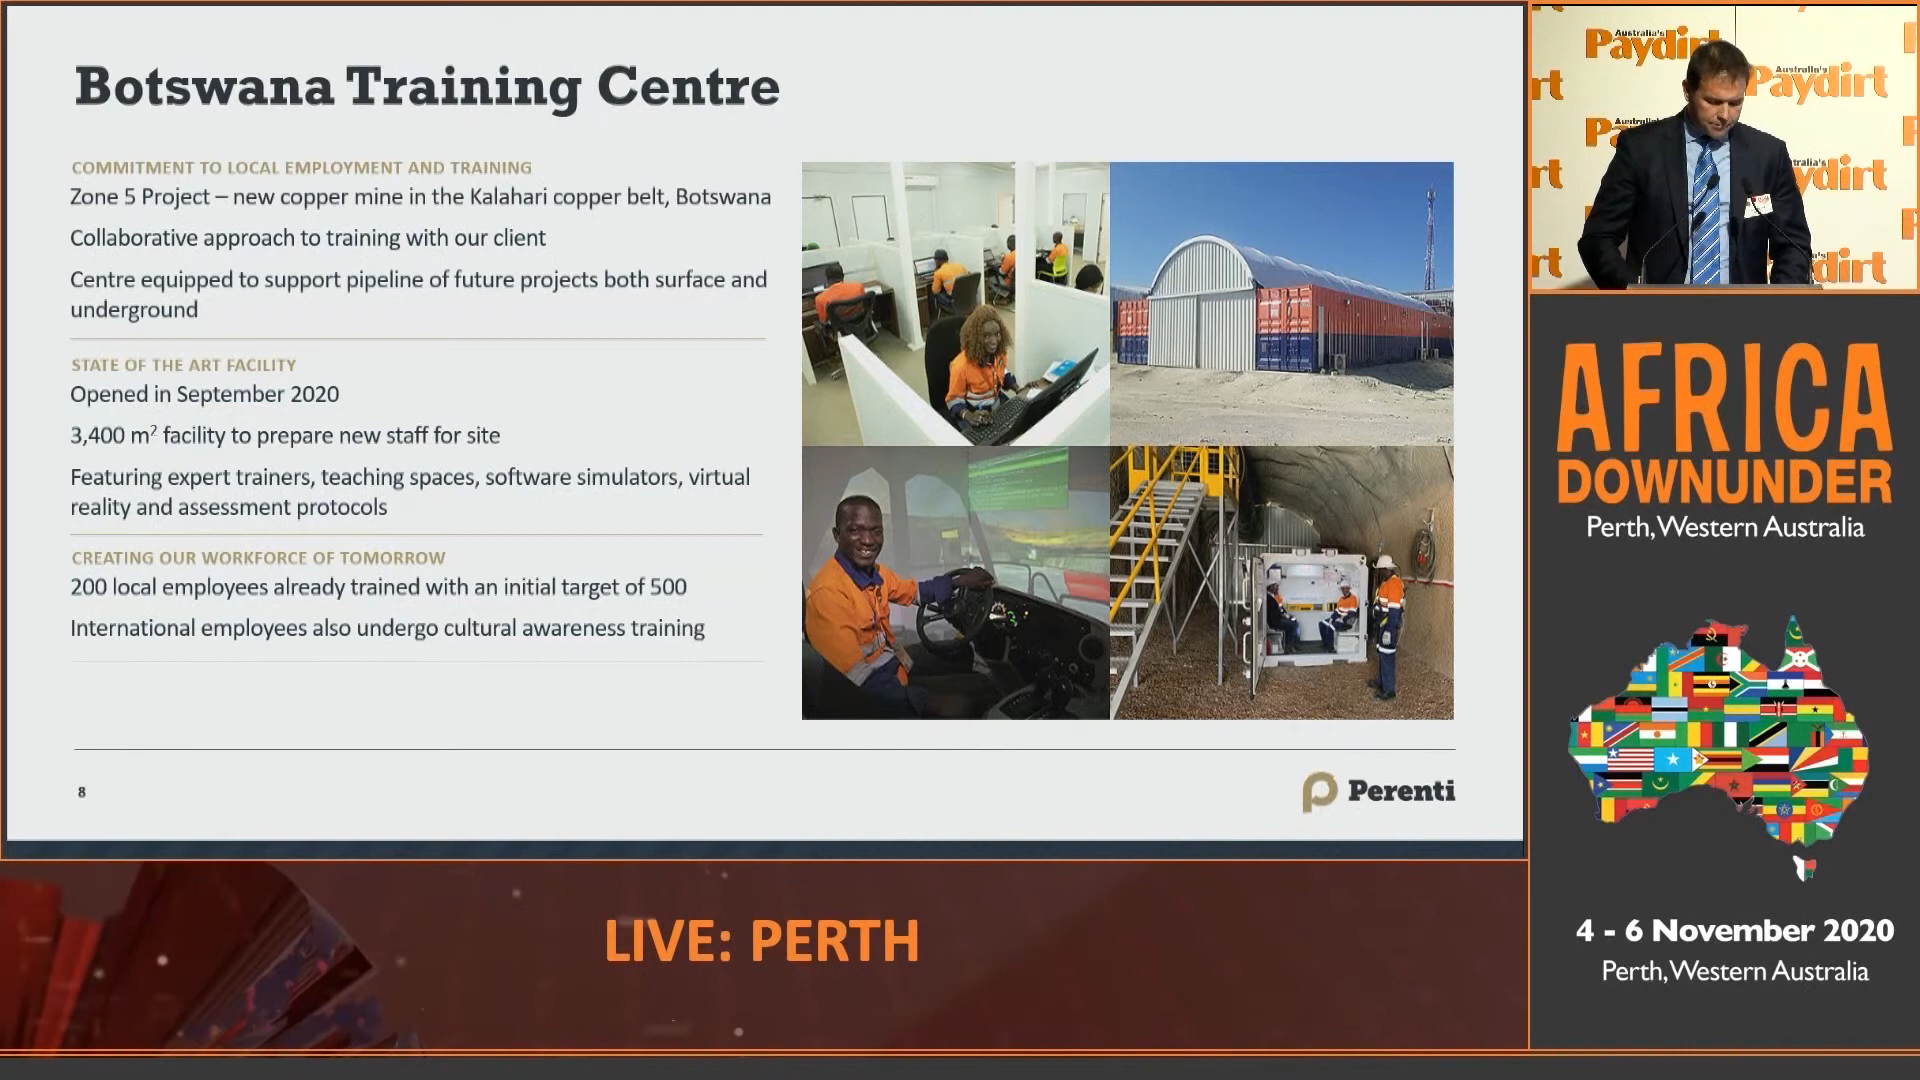 Botswana Training Centre
COMMITMENT TO LOCAL EMPLOYMENT AND TRAINING
Zone 5 Project – new copper mine in the Kalahari copper belt, Botswana
Collaborative approach to training with our client
Centre equipped to support pipeline of future projects both surface and
underground
STATE OF THE ART FACILITY
Opened in September 2020
3,400 m² facility to prepare new staff for site
Featuring expert trainers, teaching spaces, software simulators, virtual
reality and assessment protocols
CREATING OUR WORKFORCE OF TOMORROW
200 local employees already trained with an initial target of 500
International employees also undergo cultural awareness training
8
Perenti
Australia's
Paydirt
Australia's
Paydirt
AFRICA
DOWNUNDER
Perth, Western Australia
4 - 6 November 2020
Perth, Western Australia
LIVE: PERTH